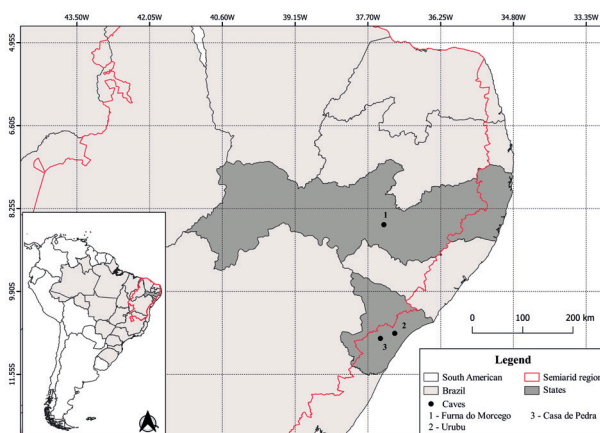 43.50W 42.15W 40.60W 39.15W 37.70W 36.25W 34.80W 33.35W
4.955
6.605
8.255
9.905
11.555
1
2
3
0 100 200 km
Legend
South American Semiarid region
Brazil States
Caves
1 - Furna do Morcego 3 - Casa de Pedra
2 - Urubu